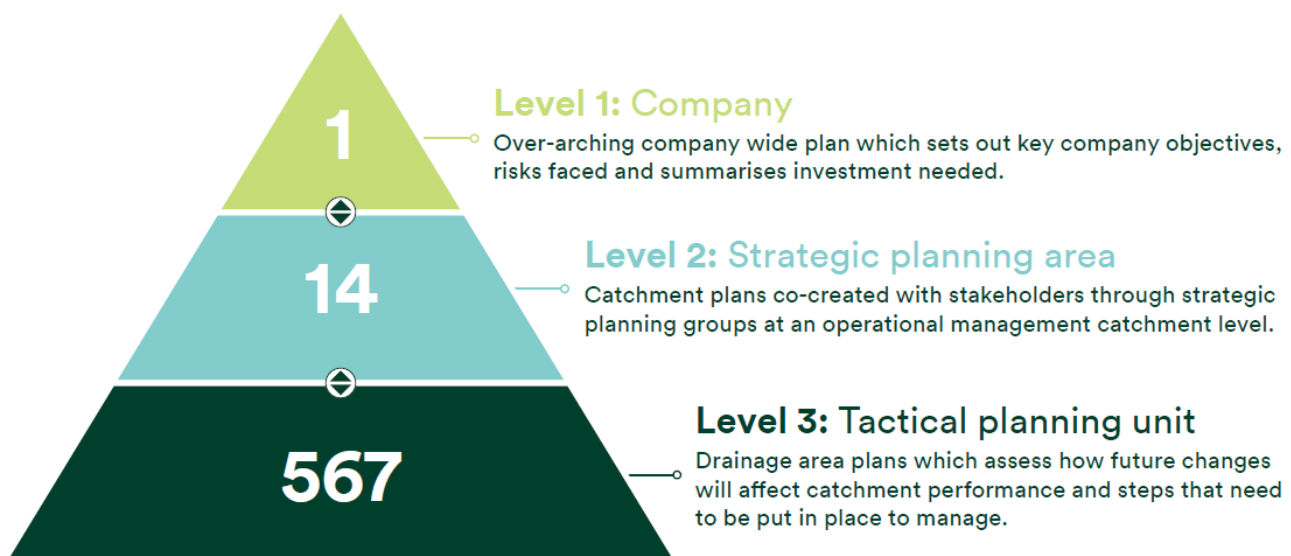 1
Level 1: Company
Over-arching company wide plan which sets out key company objectives,
risks faced and summarises investment needed.
14
Level 2: Strategic planning area
Catchment plans co-created with stakeholders through strategic
planning groups at an operational management catchment level.
567
Level 3: Tactical planning unit
Drainage area plans which assess how future changes
will affect catchment performance and steps that need
to be put in place to manage.